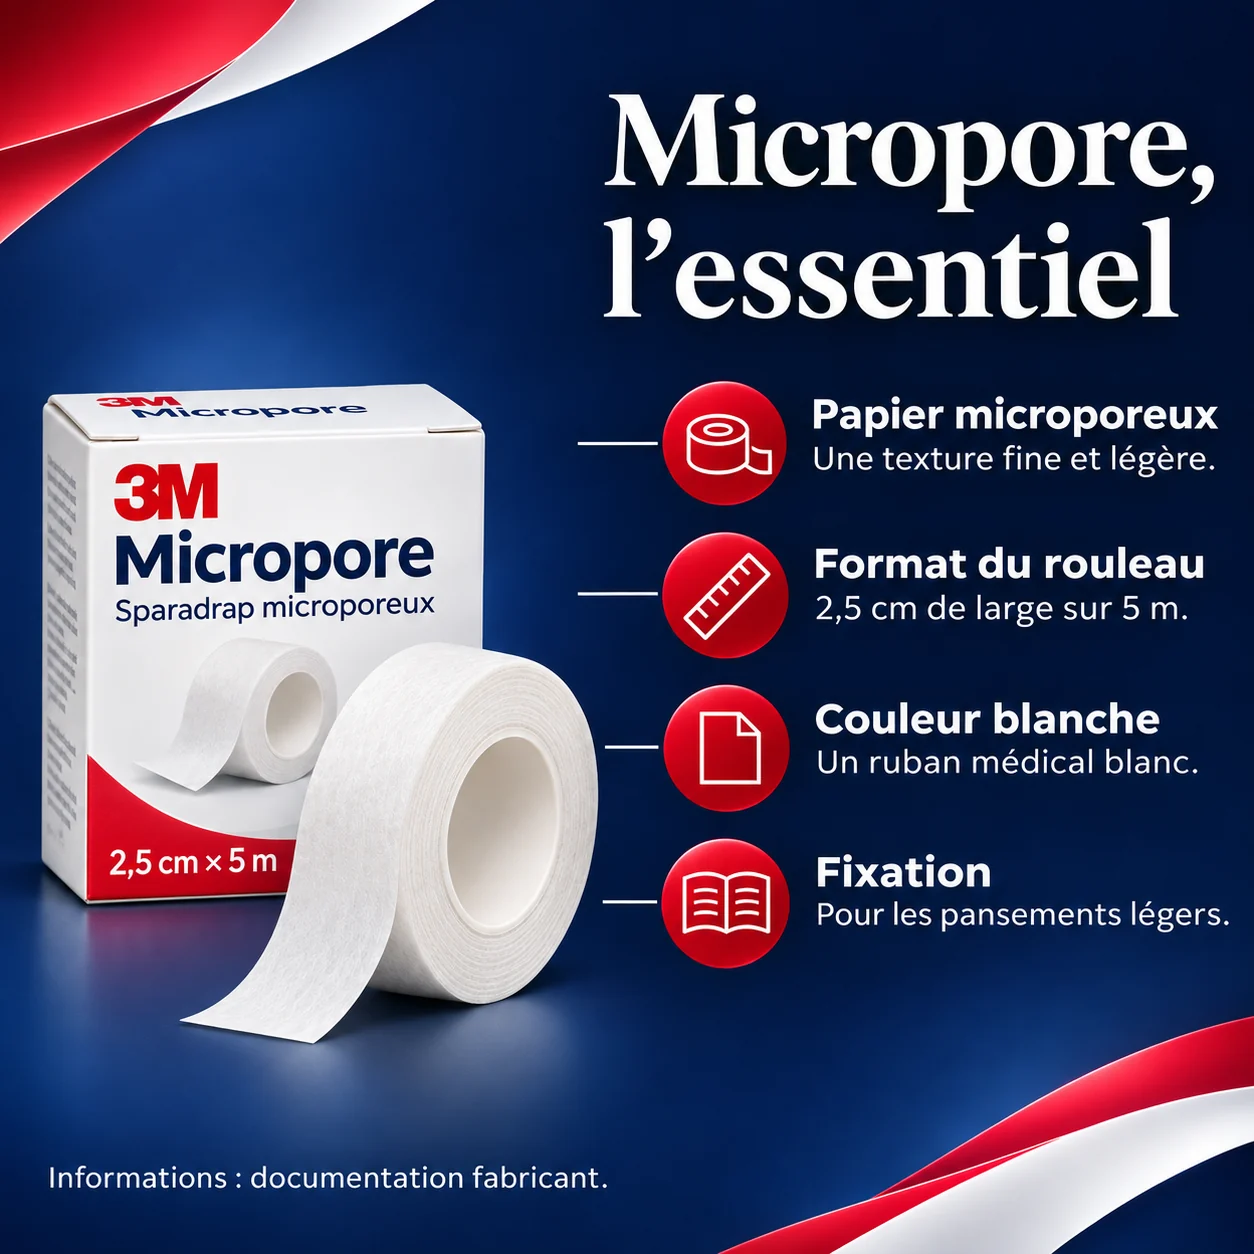 Micropore,
l’essentiel
3M
Micropore
3M
Micropore
Sparadrap microporeux
2,5 cm × 5 m
Papier microporeux
Une texture fine et légère.
Format du rouleau
2,5 cm de large sur 5 m.
Couleur blanche
Un ruban médical blanc.
Fixation
Pour les pansements légers.
Informations : documentation fabricant.